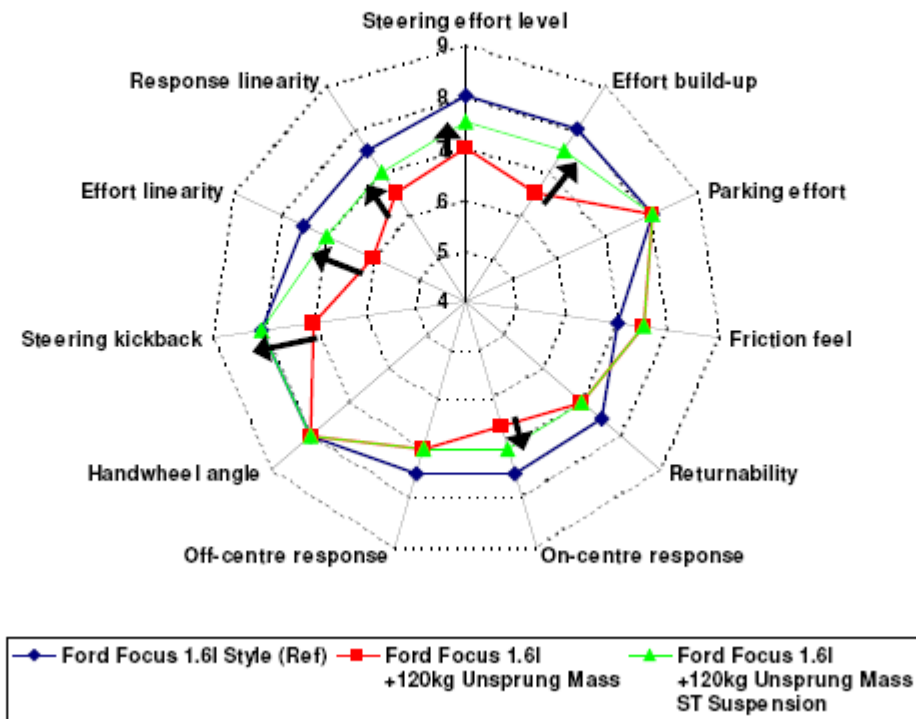 Steering effort level
9
Response linearity
Effort build-up
8
7
Effort linearity
Parking effort
6
5
4
Steering kickback
Friction feel
Handwheel angle
Returnability
Off-centre response
On-centre response
Ford Focus 1.6l Style (Ref)
Ford Focus 1.6l
+120kg Unsprung Mass
Ford Focus 1.6l
+120kg Unsprung Mass
ST Suspension